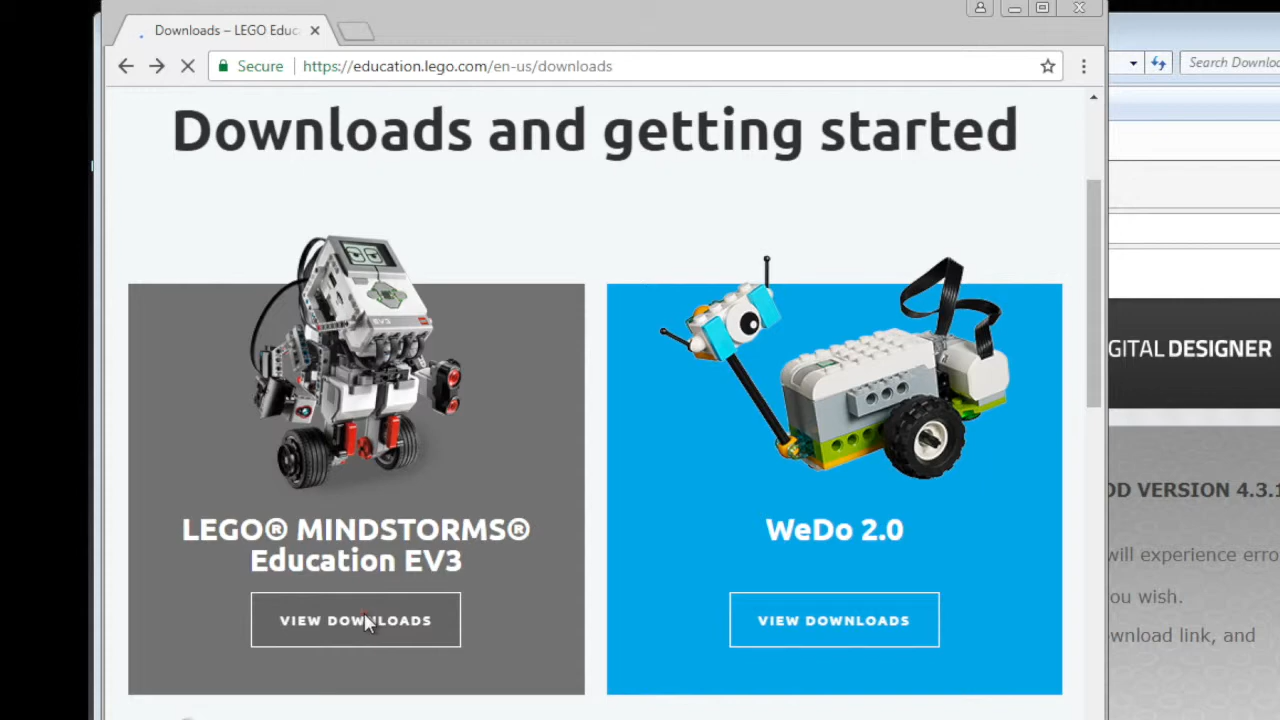 Downloads – LEGO Educ
Secure
https://education.lego.com/en-us/downloads
Search Downlo
Downloads and getting started
EV3
GITAL DESIGNER
OD VERSION 4.3.1
will experience erro
ou wish.
wnload link, and
LEGO® MINDSTORMS®
Education EV3
VIEW DOWNLOADS
WeDo 2.0
VIEW DOWNLOADS